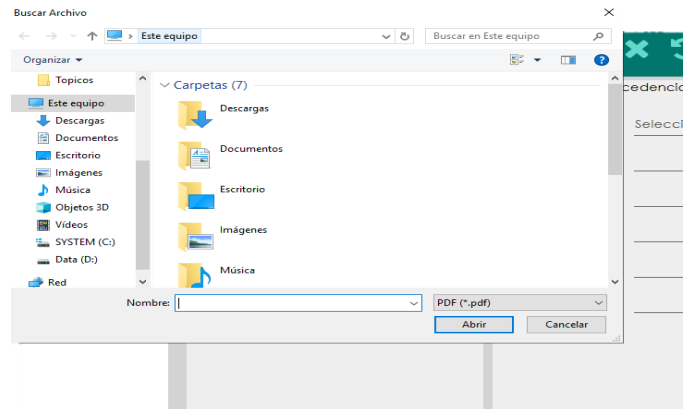 Buscar Archivo
Este equipo
Buscar en Este equipo
Organizar
Topicos
Este equipo
Descargas
Documentos
Escritorio
Imágenes
Música
Objetos 3D
Vídeos
SYSTEM (C:)
Data (D:)
Red
Carpetas (7)
Descargas
Documentos
Escritorio
Imágenes
Música
Nombre:
PDF (*.pdf)
Abrir
Cancelar
cedencia
Selecci